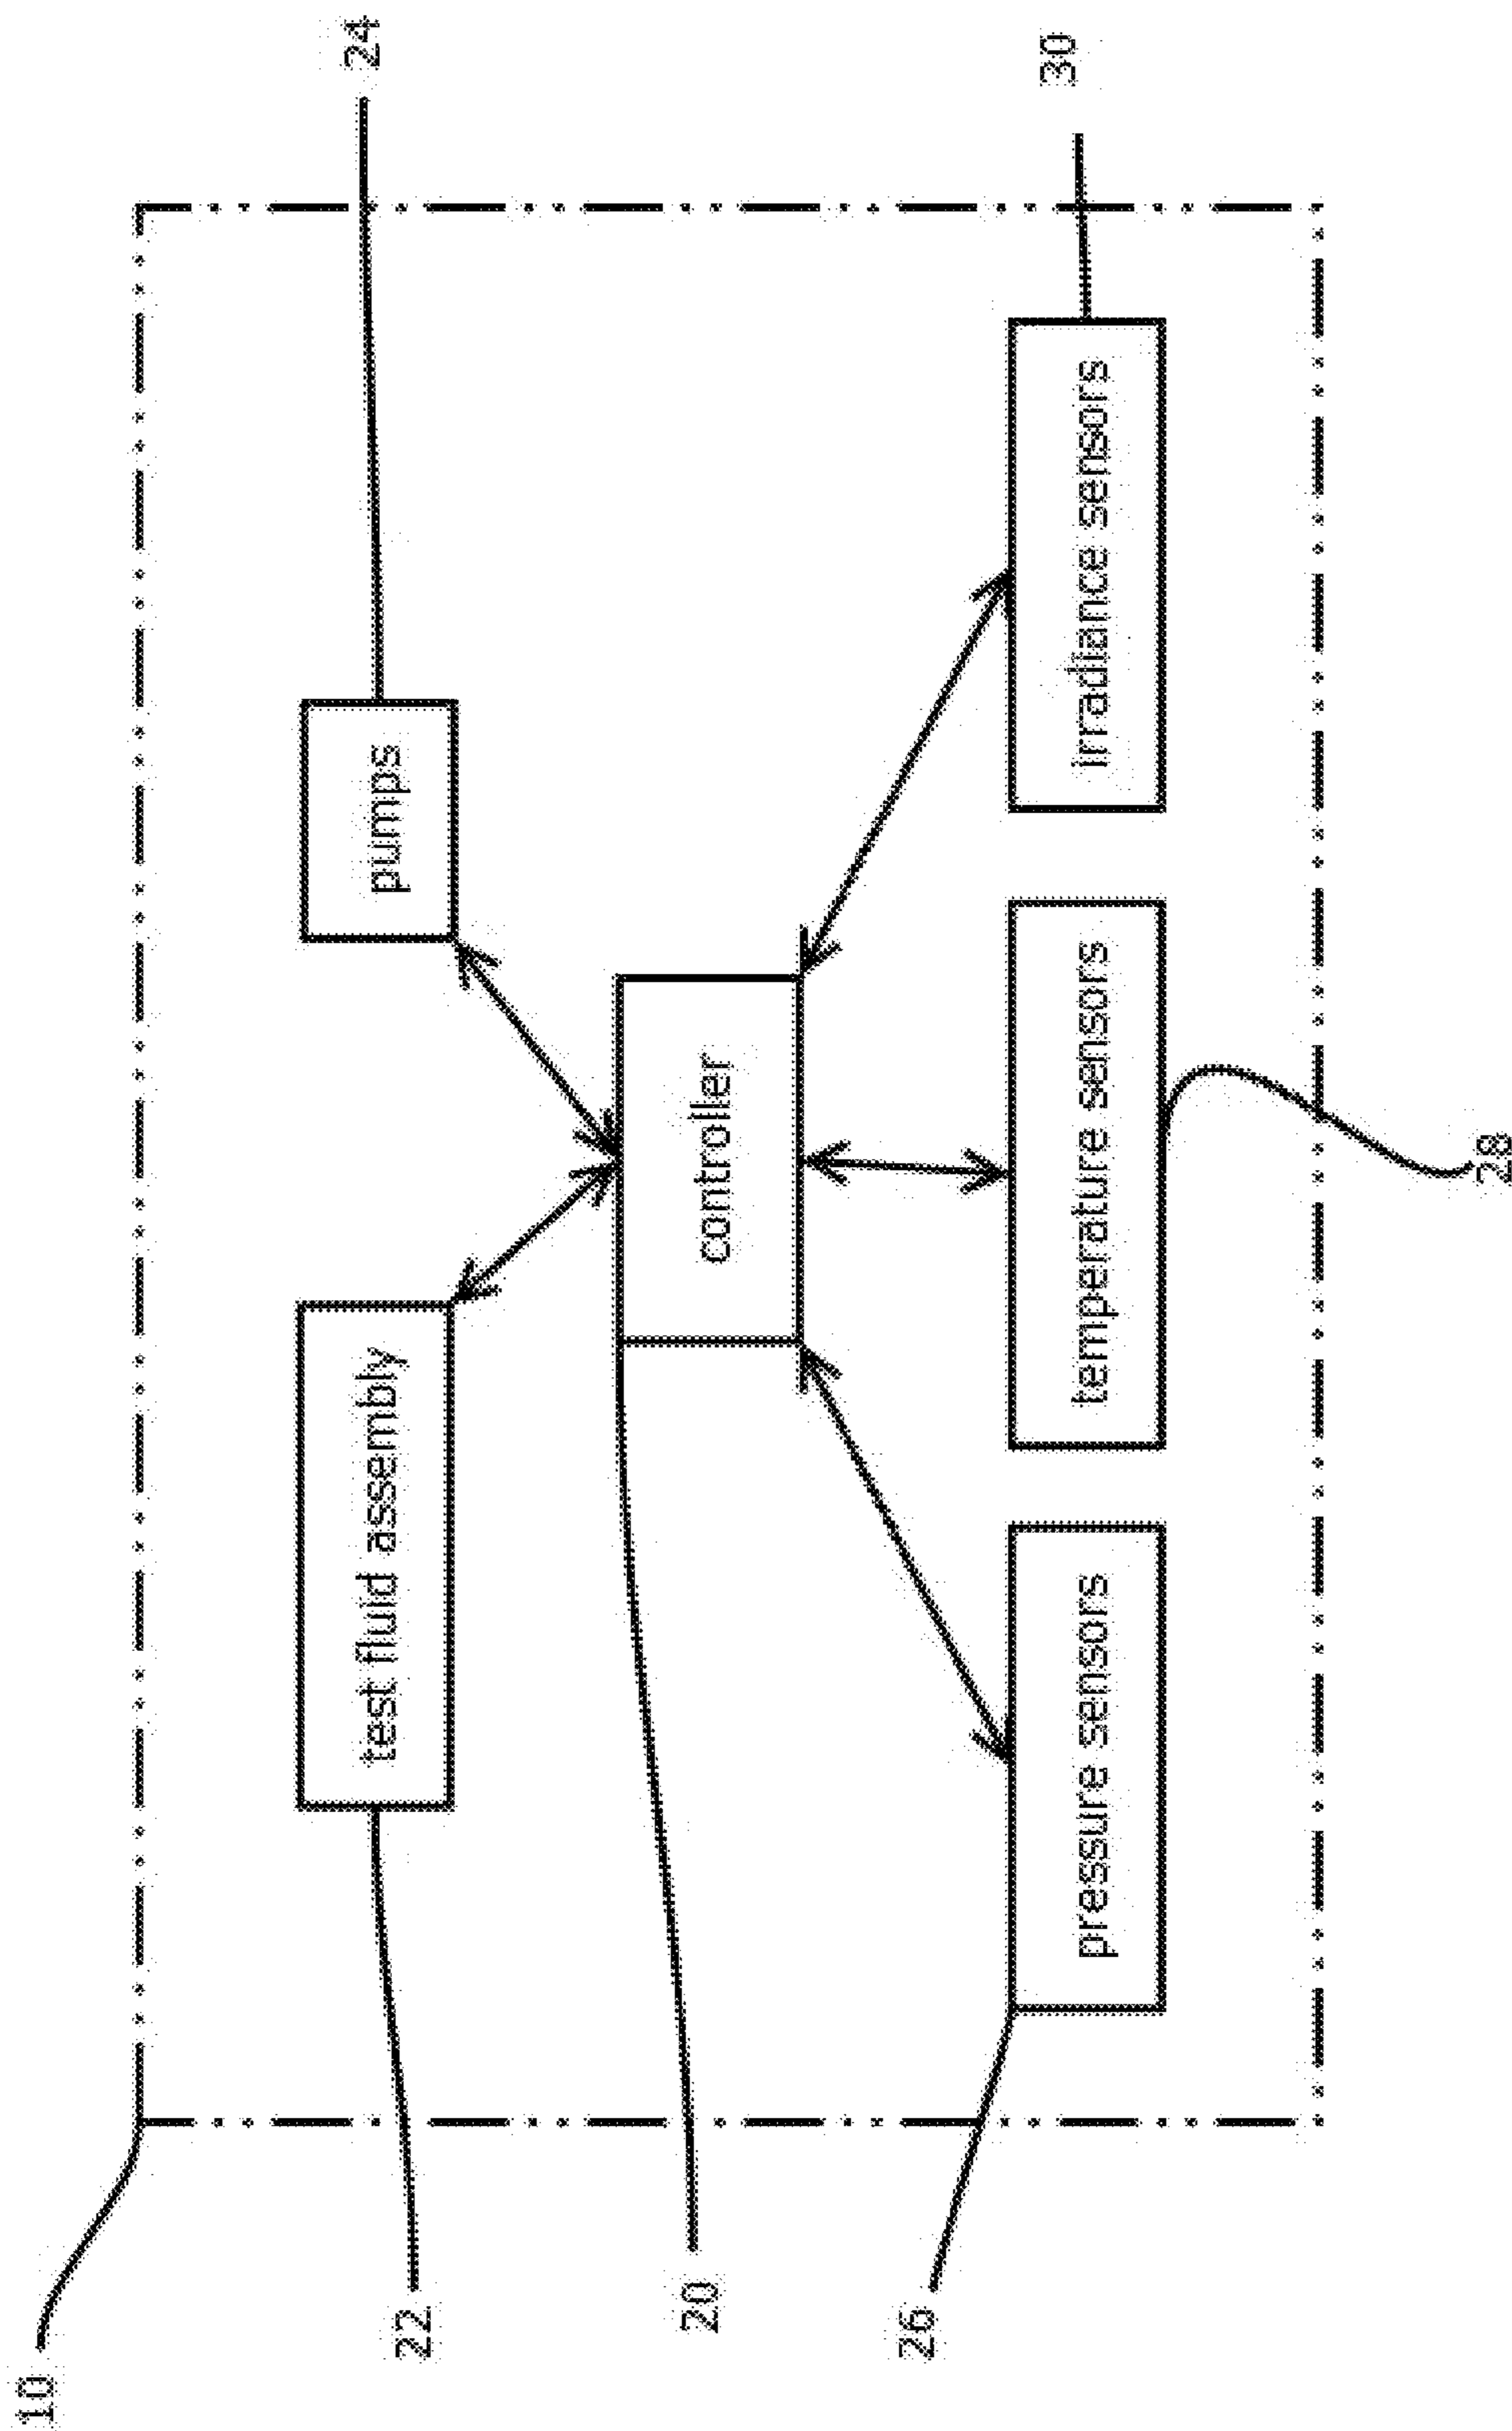 10
22
test fluid assembly
pumps
24
20
controller
26
pressure sensors
temperature sensors
irradiance sensors
30
28